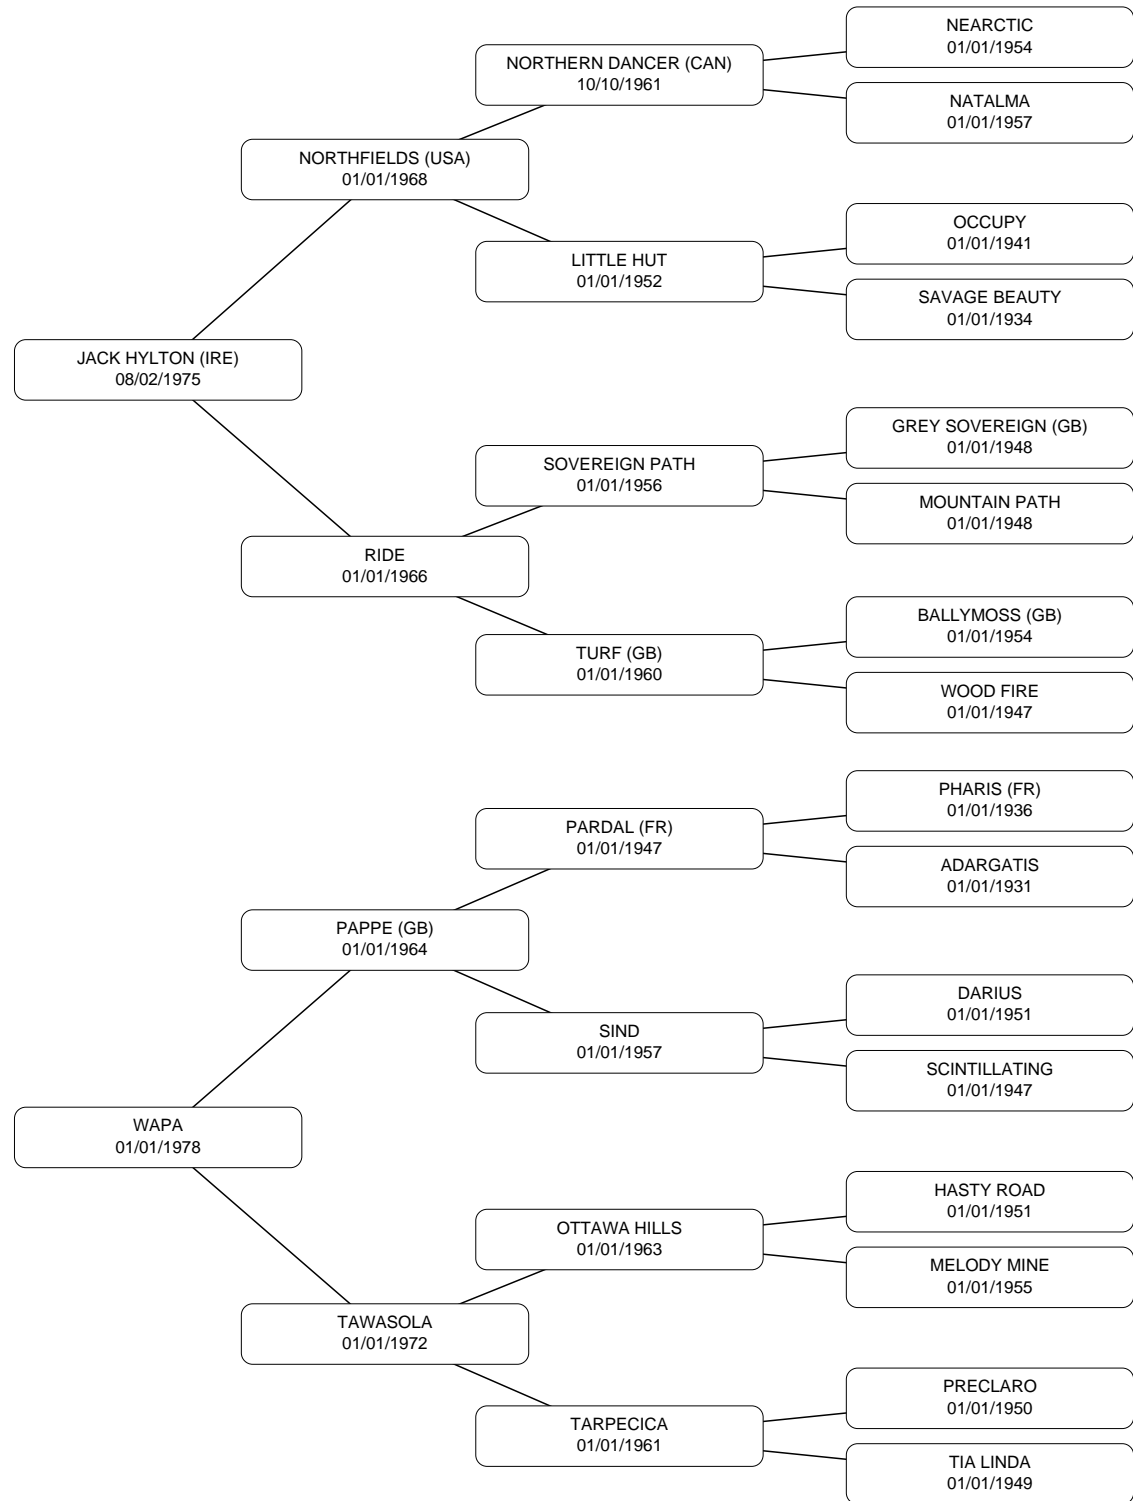 NEARCTIC
01/01/1954
NORTHERN DANCER (CAN)
10/10/1961
NATALMA
01/01/1957
NORTHFIELDS (USA)
01/01/1968
OCCUPY
01/01/1941
LITTLE HUT
01/01/1952
SAVAGE BEAUTY
01/01/1934
JACK HYLTON (IRE)
08/02/1975
GREY SOVEREIGN (GB)
01/01/1948
SOVEREIGN PATH
01/01/1956
MOUNTAIN PATH
01/01/1948
RIDE
01/01/1966
BALLYMOSS (GB)
01/01/1954
TURF (GB)
01/01/1960
WOOD FIRE
01/01/1947
PHARIS (FR)
01/01/1936
PARDAL (FR)
01/01/1947
ADARGATIS
01/01/1931
PAPPE (GB)
01/01/1964
DARIUS
01/01/1951
SIND
01/01/1957
SCINTILLATING
01/01/1947
WAPA
01/01/1978
HASTY ROAD
01/01/1951
OTTAWA HILLS
01/01/1963
MELODY MINE
01/01/1955
TAWASOLA
01/01/1972
PRECLARO
01/01/1950
TARPECICA
01/01/1961
TIA LINDA
01/01/1949